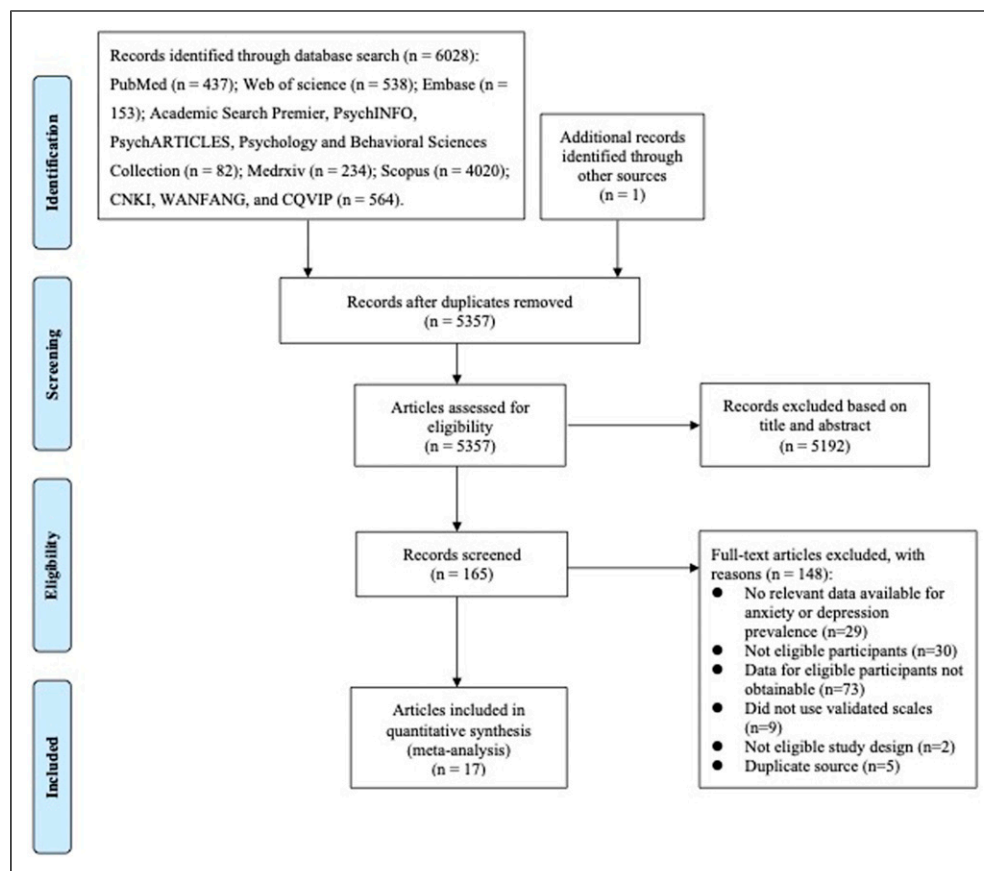 Identification
Records identified through database search (n = 6028):
PubMed (n = 437); Web of science (n = 538); Embase (n =
153); Academic Search Premier, PsychINFO,
PsychARTICLES, Psychology and Behavioral Sciences
Collection (n = 82); Medrxiv (n = 234); Scopus (n = 4020);
CNKI, WANFANG, and CQVIP (n = 564).
Additional records
identified through
other sources
(n = 1)
Screening
Records after duplicates removed
(n = 5357)
Articles assessed for
eligibility
(n = 5357)
Records excluded based on
title and abstract
(n = 5192)
Eligibility
Records screened
(n = 165)
Full-text articles excluded, with
reasons (n = 148):
● No relevant data available for
anxiety or depression
prevalence (n=29)
● Not eligible participants (n=30)
● Data for eligible participants not
obtainable (n=73)
● Did not use validated scales
(n=9)
● Not eligible study design (n=2)
● Duplicate source (n=5)
Included
Articles included in
quantitative synthesis
(meta-analysis)
(n = 17)